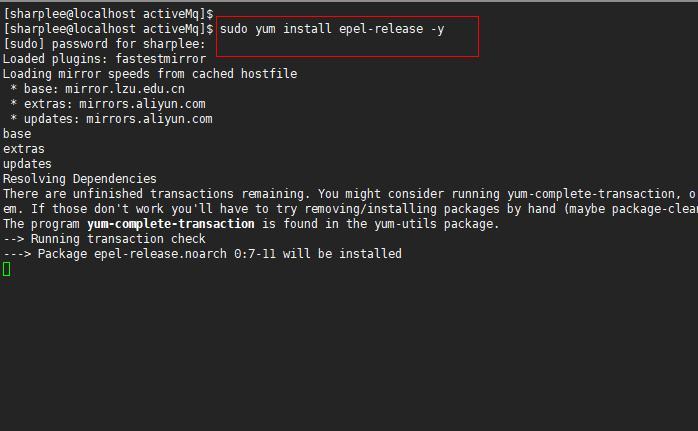 [sharplee@localhost activeMq]$
[sharplee@localhost activeMq]$ sudo yum install epel-release -y
[sudo] password for sharplee:
Loaded plugins: fastestmirror
Loading mirror speeds from cached hostfile
 * base: mirror.lzu.edu.cn
 * extras: mirrors.aliyun.com
 * updates: mirrors.aliyun.com
base
extras
updates
Resolving Dependencies
There are unfinished transactions remaining. You might consider running yum-complete-transaction, o
em. If those don't work you'll have to try removing/installing packages by hand (maybe package-clea
The program yum-complete-transaction is found in the yum-utils package.
--> Running transaction check
---> Package epel-release.noarch 0:7-11 will be installed